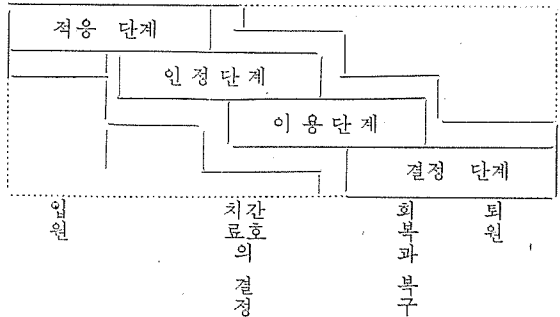 적응 단계
인정단계
이용단계
결정 단계
입원
치료의 결정
간호
회복과 복구
퇴원